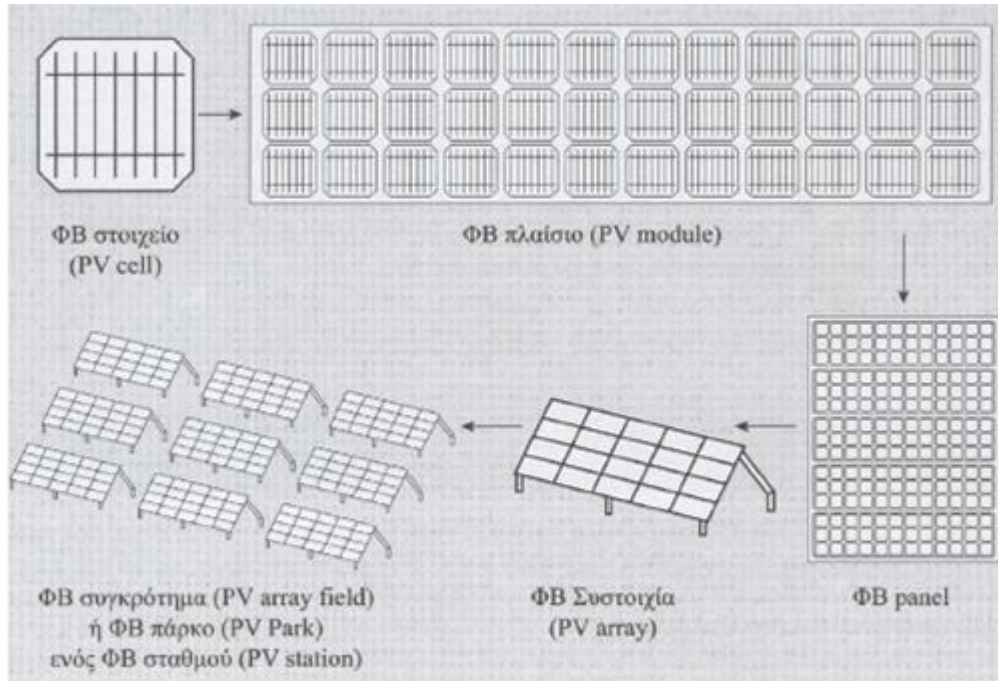 ΦΒ στοιχείο
(PV cell)
ΦΒ πλαίσιο (PV module)
ΦΒ συγκρότημα (PV array field)
ή ΦΒ πάρκο (PV Park)
ενός ΦΒ σταθμού (PV station)
ΦΒ Συστοιχία
(PV array)
ΦΒ panel